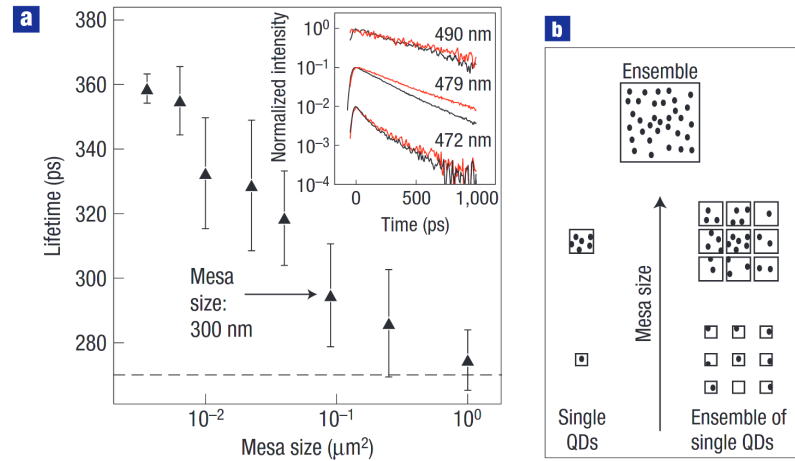 a
380
360
340
320
300
280
Lifetime (ps)
10⁻²
10⁻¹
10⁰
Mesa size (μm²)
Mesa
size:
300 nm
Normalized intensity
10⁰
10⁻¹
10⁻²
10⁻³
10⁻⁴
490 nm
479 nm
472 nm
0
500
1,000
Time (ps)
b
Ensemble
Mesa size
Single
QDs
Ensemble of
single QDs